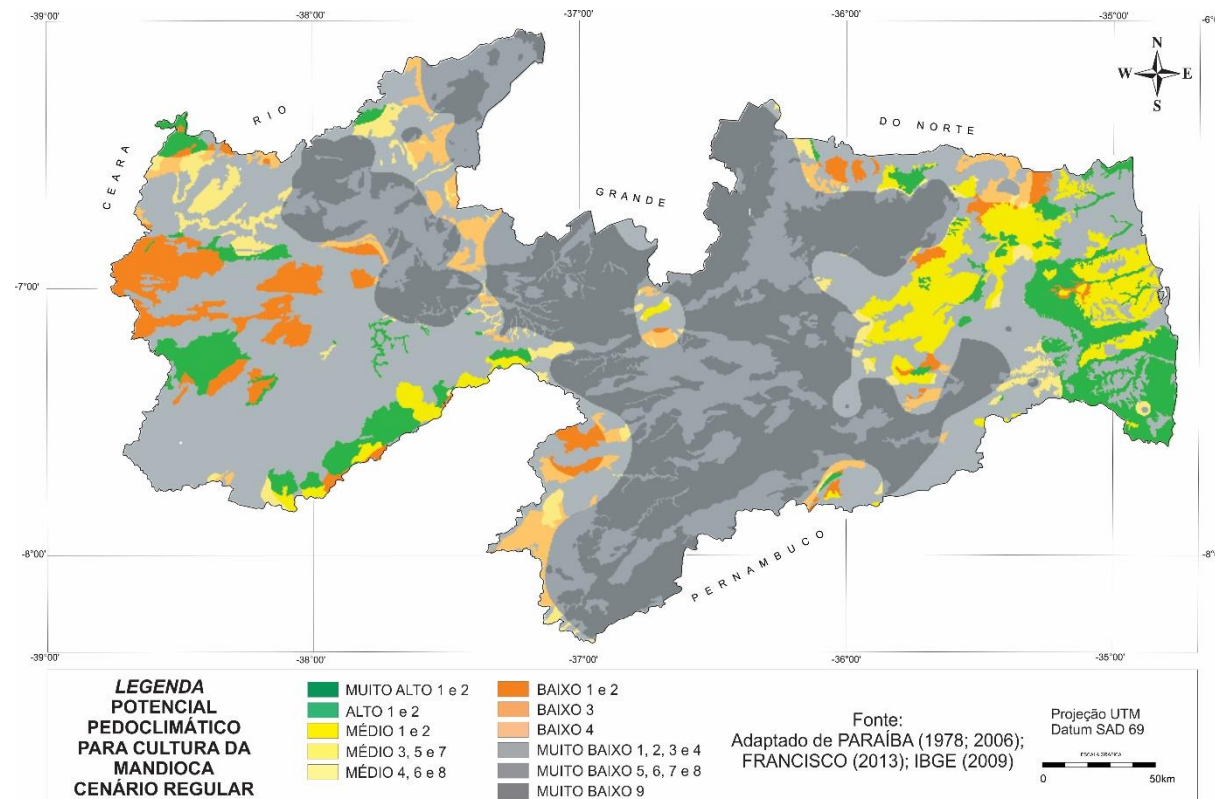 -39°00'
-38°00'
-37°00'
-36°00'
-35°00'
-6°
N
W E
S
RIO
DO NORTE
CEARA
GRANDE
-7°00'
PERNAMBUCO
-8°00'
-8°
-39°00'
-38°00'
-37°00'
-36°00'
-35°00'
LEGENDA
POTENCIAL
PEDOCLIMÁTICO
PARA CULTURA DA
MANDIOCA
CENÁRIO REGULAR
MUITO ALTO 1 e 2
ALTO 1 e 2
MÉDIO 1 e 2
MÉDIO 3, 5 e 7
MÉDIO 4, 6 e 8
BAIXO 1 e 2
BAIXO 3
BAIXO 4
MUITO BAIXO 1, 2, 3 e 4
MUITO BAIXO 5, 6, 7 e 8
MUITO BAIXO 9
Fonte:
Adaptado de PARAÍBA (1978; 2006);
FRANCISCO (2013); IBGE (2009)
Projeção UTM
Datum SAD 69
ESCALA GRÁFICA
0 50km